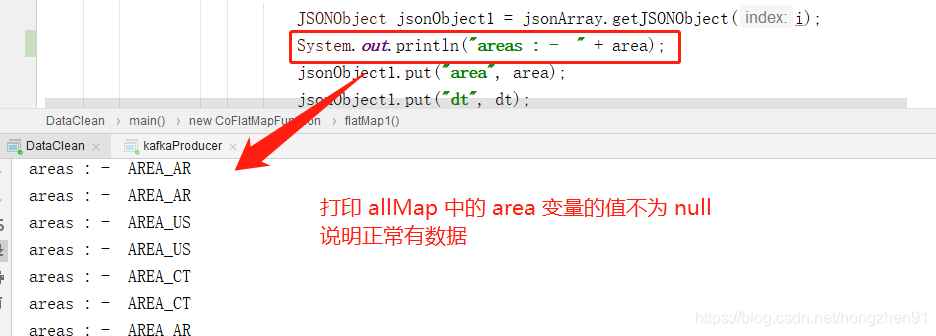 JSONObject jsonObject1 = jsonArray.getJSONObject( index: i);
System.out.println("areas : -  " + area);
jsonObject1.put("area", area);
jsonObject1.put("dt", dt);
DataClean > main() > new CoFlatMapFunction > flatMap1()
DataClean × kafkaProducer ×
areas : -  AREA_AR
areas : -  AREA_AR
areas : -  AREA_US
areas : -  AREA_US
areas : -  AREA_CT
areas : -  AREA_CT
areas : -  AREA_AR
打印 allMap 中的 area 变量的值不为 null
说明正常有数据
https://blog.csdn.net/hongzhen91